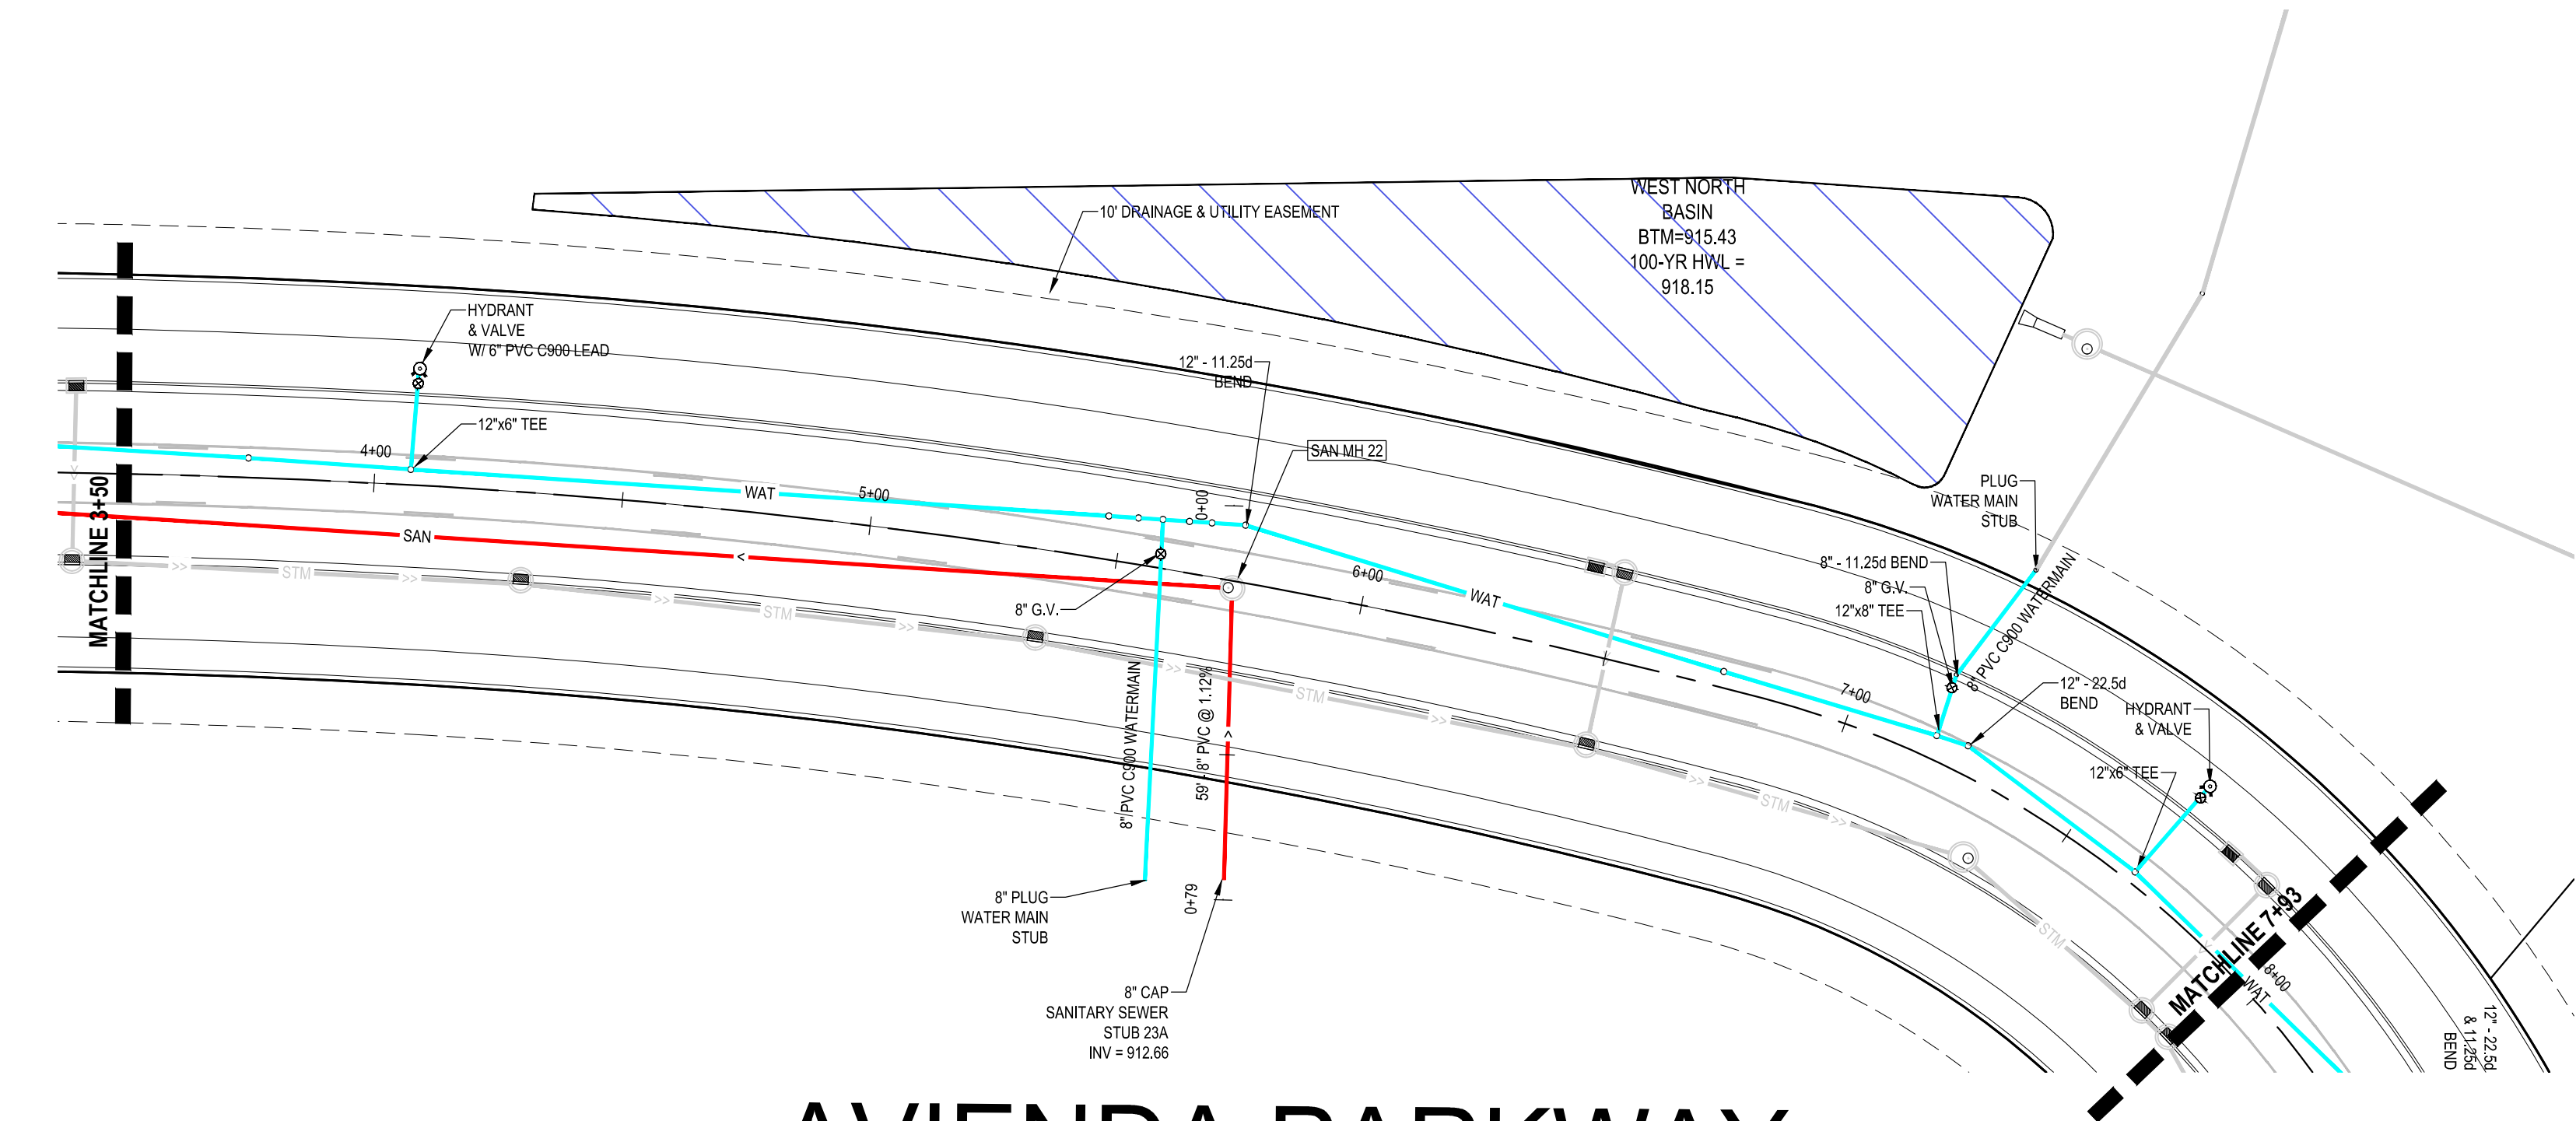 WEST NORTH
BASIN
BTM=915.43
100-YR HWL =
918.15
10' DRAINAGE & UTILITY EASEMENT
HYDRANT
& VALVE
W/ 6" PVC C900 LEAD
12" - 11.25d
BEND
12"x6" TEE
4+00
SAN MH 22
MATCHLINE 3+50
WAT
5+00
0+00
PLUG
WATER MAIN
STUB
SAN
<
8" - 11.25d BEND
8" G.V.
12"x8" TEE
8" PVC C900 WATERMAIN
6+00
WAT
>>
STM
>>
>>
STM
>>
8" G.V.
7+00
12" - 22.5d
BEND
HYDRANT
& VALVE
12"x6" TEE
>>
STM
>>
8" PVC C900 WATERMAIN
59' - 8" PVC @ 1.12%
<
>>
STM
>>
STM
MATCHLINE 7+93
8+00
WAT
8" PLUG
WATER MAIN
STUB
0+79
8" CAP
SANITARY SEWER
STUB 23A
INV = 912.66
12" - 22.5d
& 11.25d
BEND
AVIENDA PARKWAY